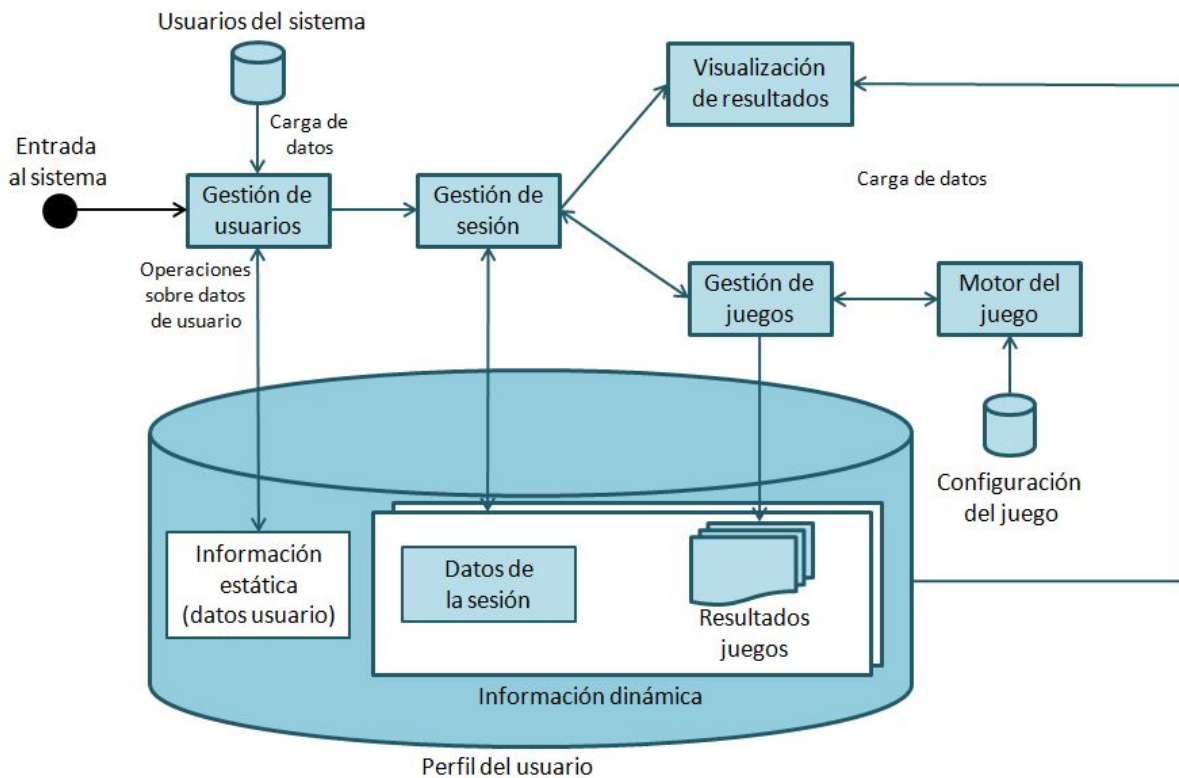 Usuarios del sistema
Visualización
de resultados
Carga de
datos
Entrada
al sistema
Gestión de
usuarios
Gestión de
sesión
Carga de datos
Operaciones
sobre datos
de usuario
Gestión de
juegos
Motor del
juego
Configuración
del juego
Información
estática
(datos usuario)
Datos de
la sesión
Resultados
juegos
Información dinámica
Perfil del usuario